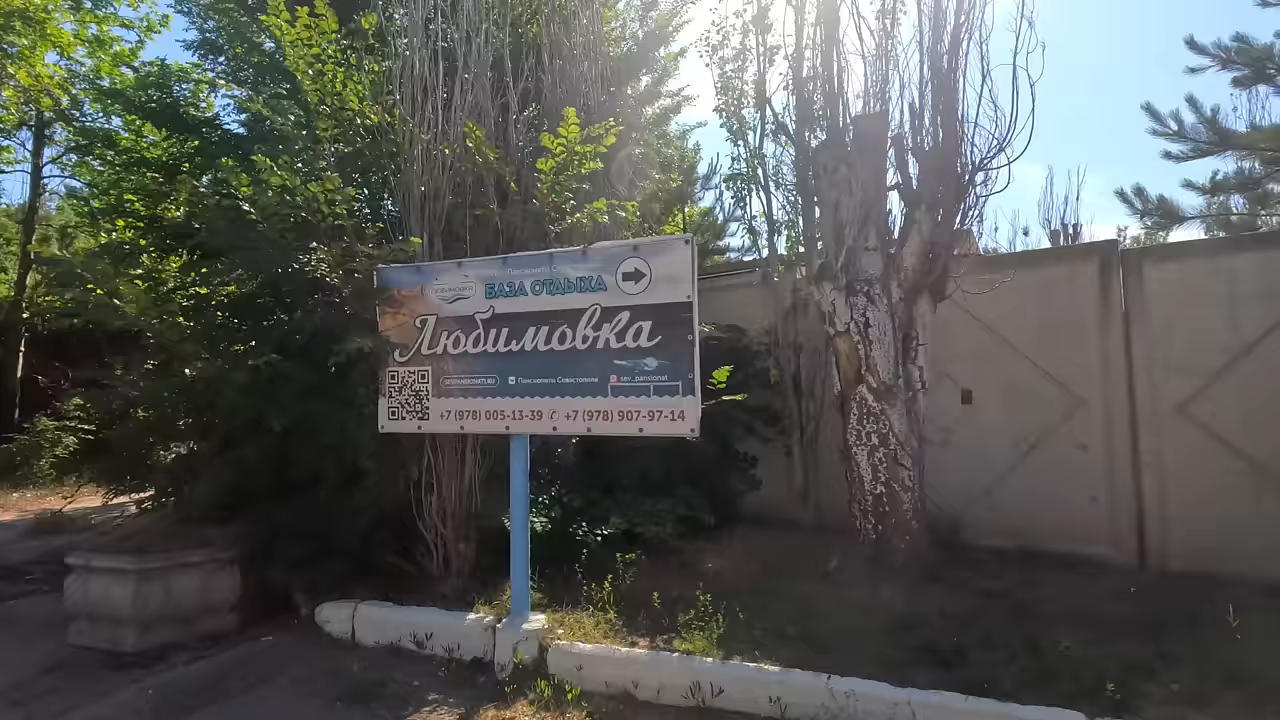 Пансионаты
ЛЮБИМОВКА
БАЗА ОТДЫХА
Любимовка
SEVPANSIONATI.RU
Пансионаты Севастополя
sev_pansionat
+7 (978) 005-13-39 +7 (978) 907-97-14